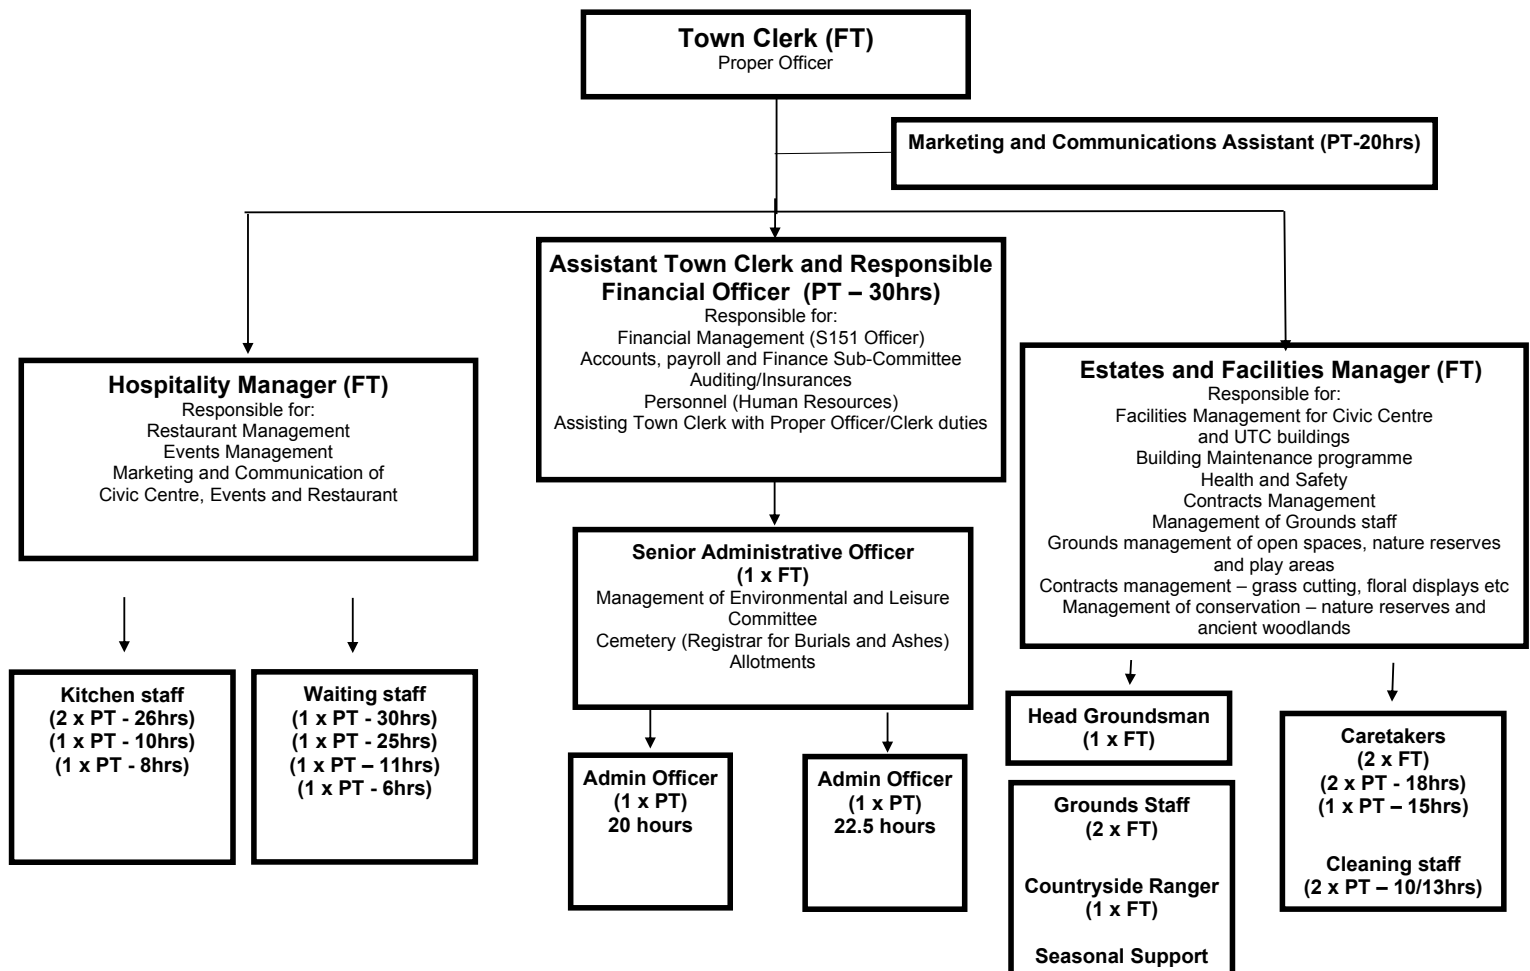 Town Clerk (FT)
Proper Officer
Marketing and Communications Assistant (PT-20hrs)
Assistant Town Clerk and Responsible
Financial Officer  (PT – 30hrs)
Responsible for:
Financial Management (S151 Officer)
Accounts, payroll and Finance Sub-Committee
Auditing/Insurances
Personnel (Human Resources)
Assisting Town Clerk with Proper Officer/Clerk duties
Hospitality Manager (FT)
Responsible for:
Restaurant Management
Events Management
Marketing and Communication of
Civic Centre, Events and Restaurant
Estates and Facilities Manager (FT)
Responsible for:
Facilities Management for Civic Centre
and UTC buildings
Building Maintenance programme
Health and Safety
Contracts Management
Management of Grounds staff
Grounds management of open spaces, nature reserves
and play areas
Contracts management – grass cutting, floral displays etc
Management of conservation – nature reserves and
ancient woodlands
Senior Administrative Officer
(1 x FT)
Management of Environmental and Leisure
Committee
Cemetery (Registrar for Burials and Ashes)
Allotments
Kitchen staff
(2 x PT - 26hrs)
(1 x PT - 10hrs)
(1 x PT - 8hrs)
Waiting staff
(1 x PT - 30hrs)
(1 x PT - 25hrs)
(1 x PT – 11hrs)
(1 x PT - 6hrs)
Admin Officer
(1 x PT)
20 hours
Admin Officer
(1 x PT)
22.5 hours
Head Groundsman
(1 x FT)
Grounds Staff
(2 x FT)
Countryside Ranger
(1 x FT)
Seasonal Support
Caretakers
(2 x FT)
(2 x PT - 18hrs)
(1 x PT – 15hrs)
Cleaning staff
(2 x PT – 10/13hrs)